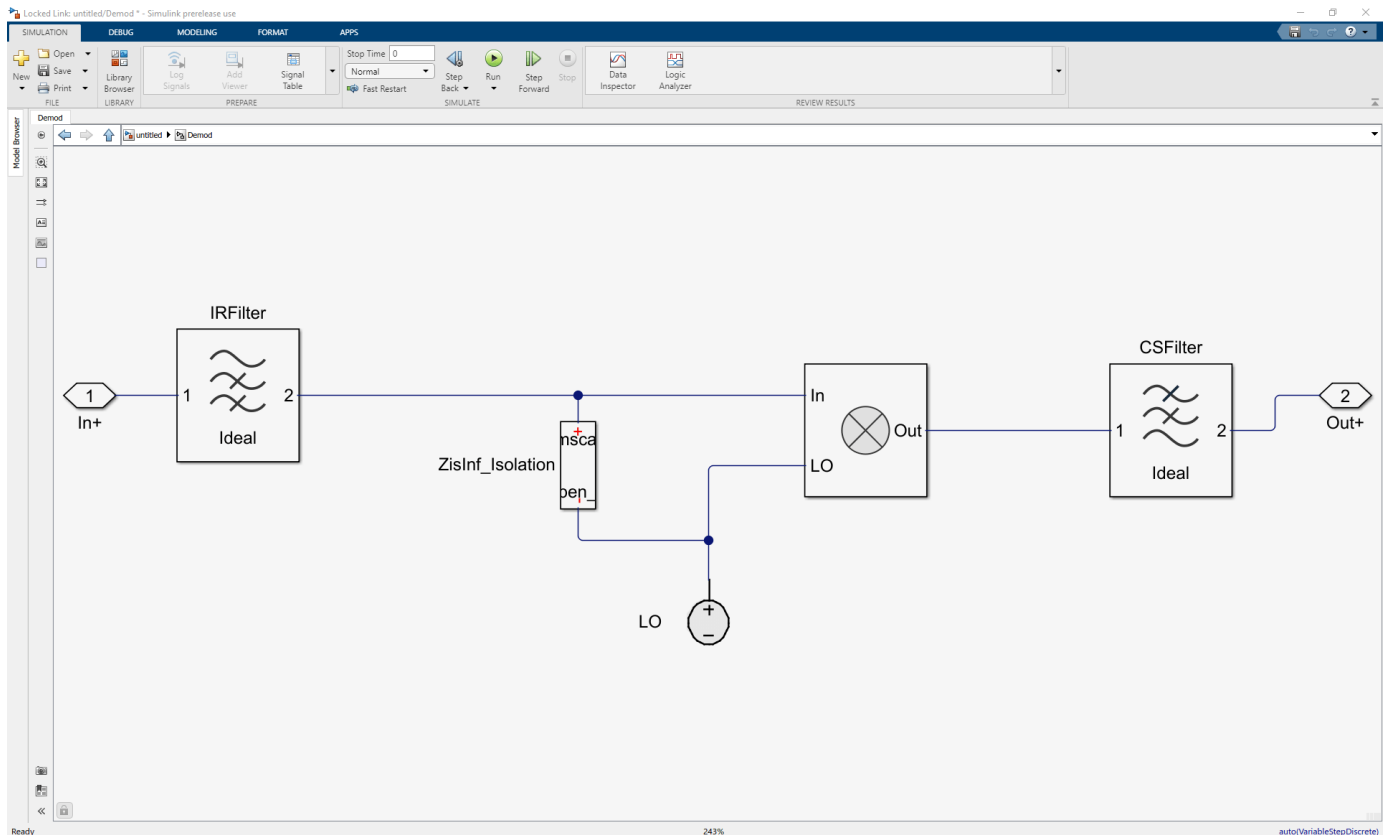 Locked Link: untitled/Demod * - Simulink prerelease use
SIMULATION DEBUG MODELING FORMAT APPS
New
Open
Save
Print
FILE
Library
Browser
LIBRARY
Log
Signals
Add
Viewer
Signal
Table
PREPARE
Stop Time 0
Normal
Fast Restart
Step
Back
Run
Step
Forward
Stop
SIMULATE
Data
Inspector
Logic
Analyzer
REVIEW RESULTS
Model Browser
Demod
untitled Demod
IRFilter
1 2
Ideal
1
In+
ZisInf_Isolation
+
nsca
pen_
In
LO
Out
LO
+
−
CSFilter
1 2
Ideal
2
Out+
Ready 243% auto(VariableStepDiscrete)